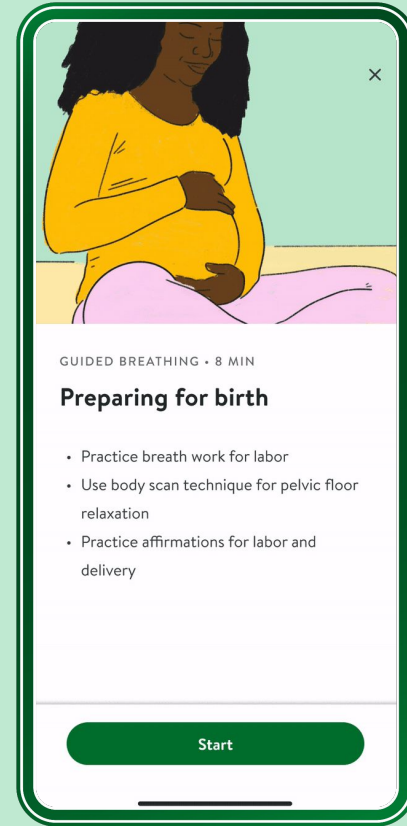 GUIDED BREATHING • 8 MIN
Preparing for birth
• Practice breath work for labor
• Use body scan technique for pelvic floor
relaxation
• Practice affirmations for labor and
delivery
Start